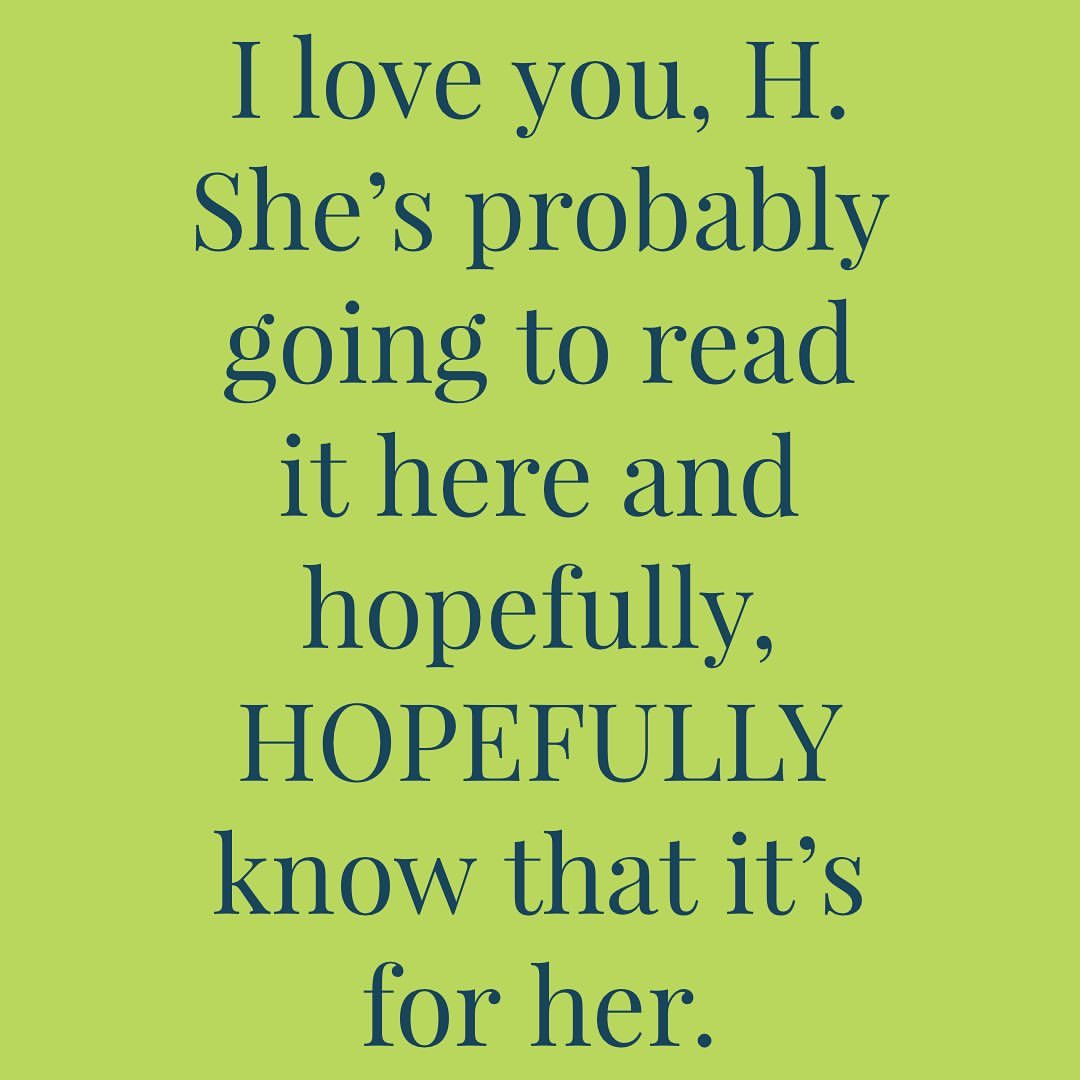 I love you, H.
She’s probably
going to read
it here and
hopefully,
HOPEFULLY
know that it’s
for her.